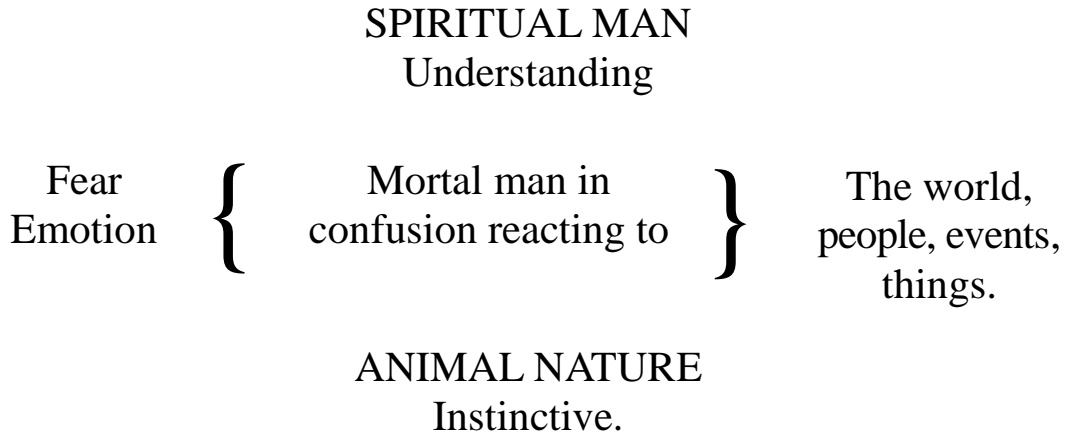 SPIRITUAL MAN
Understanding
Fear
Emotion
{
Mortal man in
confusion reacting to
}
The world,
people, events,
things.
ANIMAL NATURE
Instinctive.